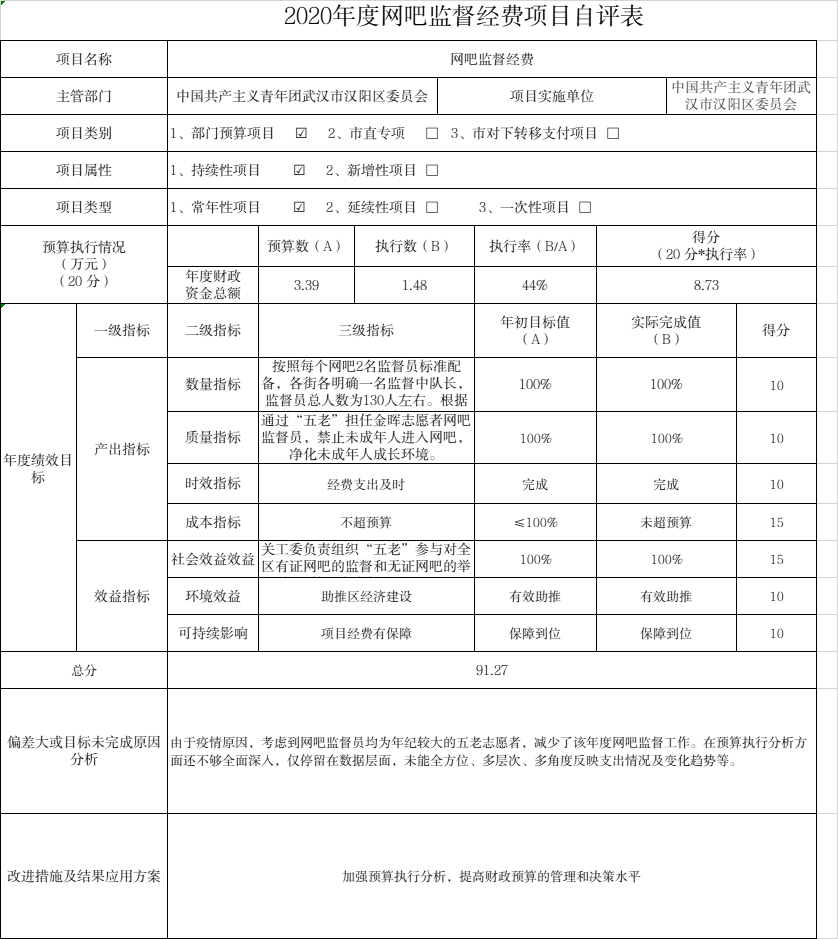 2020年度网吧监督经费项目自评表
项目名称 网吧监督经费
主管部门 中国共产主义青年团武汉市汉阳区委员会 项目实施单位 中国共产主义青年团武
汉市汉阳区委员会
项目类别 1、部门预算项目 ☑ 2、市直专项 □ 3、市对下转移支付项目 □
项目属性 1、持续性项目 ☑ 2、新增性项目 □
项目类型 1、常年性项目 ☑ 2、延续性项目 □ 3、一次性项目 □
预算执行情况
（万元）
（20 分）
预算数（A） 执行数（B） 执行率（B/A） 得分
（20 分*执行率）
年度财政
资金总额 3.39 1.48 44% 8.73
年度绩效目
标
一级指标 二级指标 三级指标 年初目标值
（A） 实际完成值
（B） 得分
产出指标
数量指标 按照每个网吧2名监督员标准配
备，各街各明确一名监督中队长，
监督员总人数为130人左右。根据 100% 100% 10
质量指标 通过“五老”担任金晖志愿者网吧
监督员，禁止未成年人进入网吧，
净化未成年人成长环境。 100% 100% 10
时效指标 经费支出及时 完成 完成 10
成本指标 不超预算 ≤100% 未超预算 15
效益指标
社会效益效益 关工委负责组织“五老”参与对全
区有证网吧的监督和无证网吧的举 100% 100% 15
环境效益 助推区经济建设 有效助推 有效助推 10
可持续影响 项目经费有保障 保障到位 保障到位 10
总分 91.27
偏差大或目标未完成原因
分析
由于疫情原因，考虑到网吧监督员均为年纪较大的五老志愿者，减少了该年度网吧监督工作。在预算执行分析方
面还不够全面深入，仅停留在数据层面，未能全方位、多层次、多角度反映支出情况及变化趋势等。
改进措施及结果应用方案 加强预算执行分析，提高财政预算的管理和决策水平